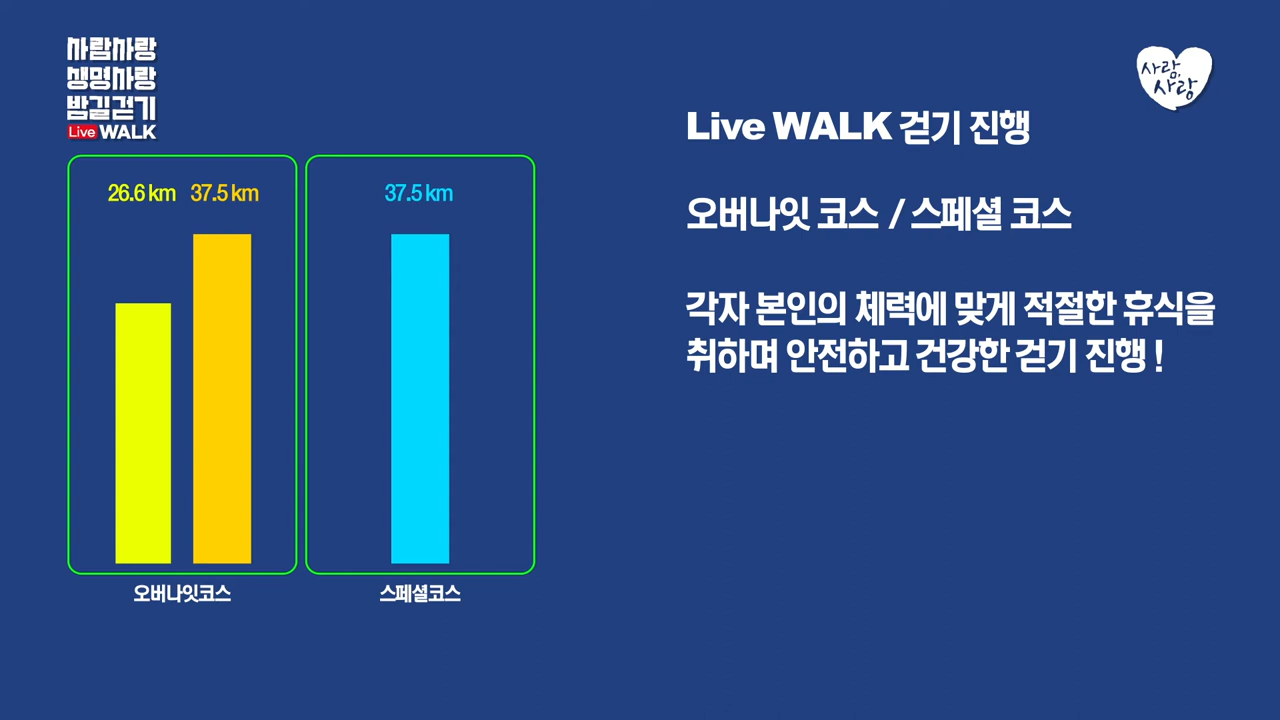 사람사랑
생명사랑
밤길걷기
Live WALK
사람,
사랑
Live WALK 걷기 진행
오버나잇 코스 / 스페셜 코스
각자 본인의 체력에 맞게 적절한 휴식을
취하며 안전하고 건강한 걷기 진행 !
26.6 km 37.5 km
37.5 km
오버나잇코스
스페셜코스